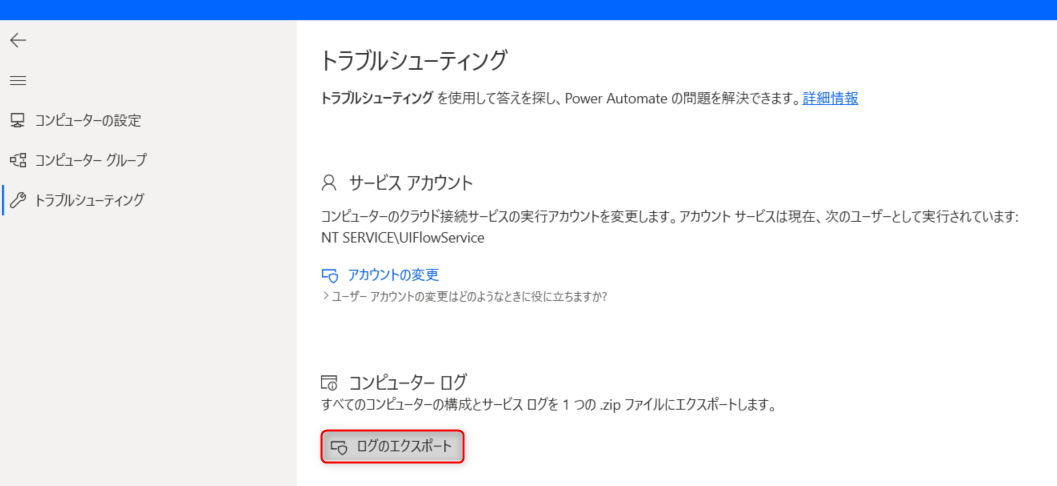 コンピューターの設定
コンピューター グループ
トラブルシューティング
トラブルシューティング
トラブルシューティング を使用して答えを探し、Power Automate の問題を解決できます。詳細情報
サービス アカウント
コンピューターのクラウド接続サービスの実行アカウントを変更します。アカウント サービスは現在、次のユーザーとして実行されています:
NT SERVICE\UIFlowService
アカウントの変更
ユーザー アカウントの変更はどのようなときに役に立ちますか?
コンピューター ログ
すべてのコンピューターの構成とサービス ログを 1 つの .zip ファイルにエクスポートします。
ログのエクスポート